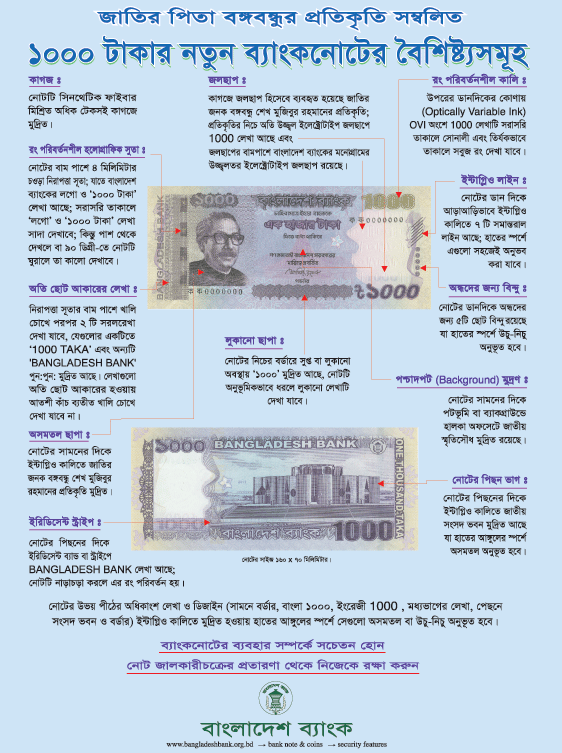 জাতির পিতা বঙ্গবন্ধুর প্রতিকৃতি সম্বলিত
১০০০ টাকার নতুন ব্যাংকনোটের বৈশিষ্ট্যসমূহ
কাগজ ঃ
নোটটি সিনথেটিক ফাইবার
মিশ্রিত অধিক টেকসই কাগজে
মুদ্রিত।
জলছাপ ঃ
কাগজে জলছাপ হিসেবে ব্যবহৃত হয়েছে জাতির
জনক বঙ্গবন্ধু শেখ মুজিবুর রহমানের প্রতিকৃতি;
প্রতিকৃতির নিচে অতি উজ্জ্বল ইলেক্ট্রোটাইপ জলছাপে
1000 লেখা আছে এবং
জলছাপের বামপাশে বাংলাদেশ ব্যাংকের মনোগ্রামের
উজ্জ্বলতর ইলেক্ট্রোটাইপ জলছাপ রয়েছে।
রং পরিবর্তনশীল কালি ঃ
উপরের ডানদিকের কোণায়
(Optically Variable Ink)
OVI অংশে 1000 লেখাটি সরাসরি
তাকালে সোনালী এবং তির্যকভাবে
তাকালে সবুজ রং দেখা যাবে।
রং পরিবর্তনশীল হলোগ্রাফিক সুতা ঃ
নোটের বাম পাশে ৪ মিলিমিটার
চওড়া নিরাপত্তা সুতা; যাতে বাংলাদেশ
ব্যাংকের লগো ও '১০০০ টাকা'
লেখা আছে; সরাসরি তাকালে
'লগো' ও '১০০০ টাকা' লেখা
সাদা দেখাবে; কিন্তু পাশ থেকে
দেখলে বা ৯০ ডিগ্রী-তে নোটটি
ঘুরালে তা কালো দেখাবে।
ইন্টাগ্লিও লাইন ঃ
নোটের ডান দিকে
আড়াআড়িভাবে ইন্টাগ্লিও
কালিতে ৭ টি সমান্তরাল
লাইন আছে; হাতের স্পর্শে
এগুলো সহজেই অনুভব
করা যাবে।
১০০০
বাংলাদেশ ব্যাংক
1000
BANGLADESH BANK
ক ক 0000000
এক হাজার টাকা
ক ক 0000000
৳১০০০
অতি ছোট আকারের লেখা ঃ
নিরাপত্তা সূতার বাম পাশে খালি
চোখে পরপর ২ টি সরলরেখা
দেখা যাবে, যেগুলোর একটিতে
'1000 TAKA' এবং অন্যটি
'BANGLADESH BANK'
পুন:পুন: মুদ্রিত আছে। লেখাগুলো
অতি ছোট আকারের হওয়ায়
আতশী কাঁচ ব্যতীত খালি চোখে
দেখা যাবে না।
অন্ধদের জন্য বিন্দু ঃ
নোটের ডানদিকে অন্ধদের
জন্য ৫টি ছোট বিন্দু রয়েছে
যা হাতের স্পর্শে উচু-নিচু
অনুভূত হবে।
লুকানো ছাপা ঃ
নোটের নিচের বর্ডারে সুপ্ত বা লুকানো
অবস্থায় '১০০০' মুদ্রিত আছে, নোটটি
অনুভূমিকভাবে ধরলে লুকানো লেখাটি
দেখা যাবে।
পশ্চাদপট (Background) মুদ্রণ ঃ
নোটের সামনের দিকে
পটভূমি বা ব্যাকগ্রাউন্ডে
হালকা অফসেটে জাতীয়
স্মৃতিসৌধ মুদ্রিত রয়েছে।
অসমতল ছাপা ঃ
নোটের সামনের দিকে
ইন্টাগ্লিও কালিতে জাতির
জনক বঙ্গবন্ধু শেখ মুজিবুর
রহমানের প্রতিকৃতি মুদ্রিত।
১০০০
BANGLADESH BANK
ONE THOUSAND TAKA
1000
বাংলাদেশ ব্যাংক
1000
নোটের পিছন ভাগ ঃ
নোটের পিছনের দিকে
ইন্টাগ্লিও কালিতে জাতীয়
সংসদ ভবন মুদ্রিত আছে
যা হাতের আঙ্গুলের স্পর্শে
অসমতল অনুভূত হবে।
ইরিডিসেন্ট স্ট্রাইপ ঃ
নোটের পিছনের দিকে
ইরিডিসেন্ট ব্যান্ড বা স্ট্রাইপে
BANGLADESH BANK লেখা আছে;
নোটটি নাড়াচাড়া করলে এর রং পরিবর্তন হয়।
নোটের সাইজ ১৬০ x ৭০ মিলিমিটার।
নোটের উভয় পীঠের অধিকাংশ লেখা ও ডিজাইন (সামনে বর্ডার, বাংলা ১০০০, ইংরেজী 1000 , মধ্যভাগের লেখা, পেছনে
সংসদ ভবন ও বর্ডার) ইন্টাগ্লিও কালিতে মুদ্রিত হওয়ায় হাতের আঙ্গুলের স্পর্শে সেগুলো অসমতল বা উচু-নিচু অনুভূত হবে।
ব্যাংকনোটের ব্যবহার সম্পর্কে সচেতন হোন
নোট জালকারীচক্রের প্রতারণা থেকে নিজেকে রক্ষা করুন
বাংলাদেশ ব্যাংক
www.bangladeshbank.org.bd → bank note & coins → security features